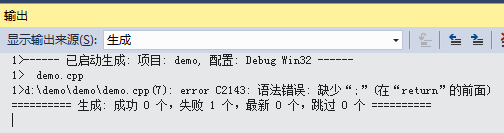 输出
显示输出来源(S): 生成
1>------ 已启动生成: 项目: demo, 配置: Debug Win32 ------
1>  demo.cpp
1>d:\demo\demo\demo.cpp(7): error C2143: 语法错误: 缺少“;”(在“return”的前面)
========== 生成: 成功 0 个，失败 1 个，最新 0 个，跳过 0 个 ==========